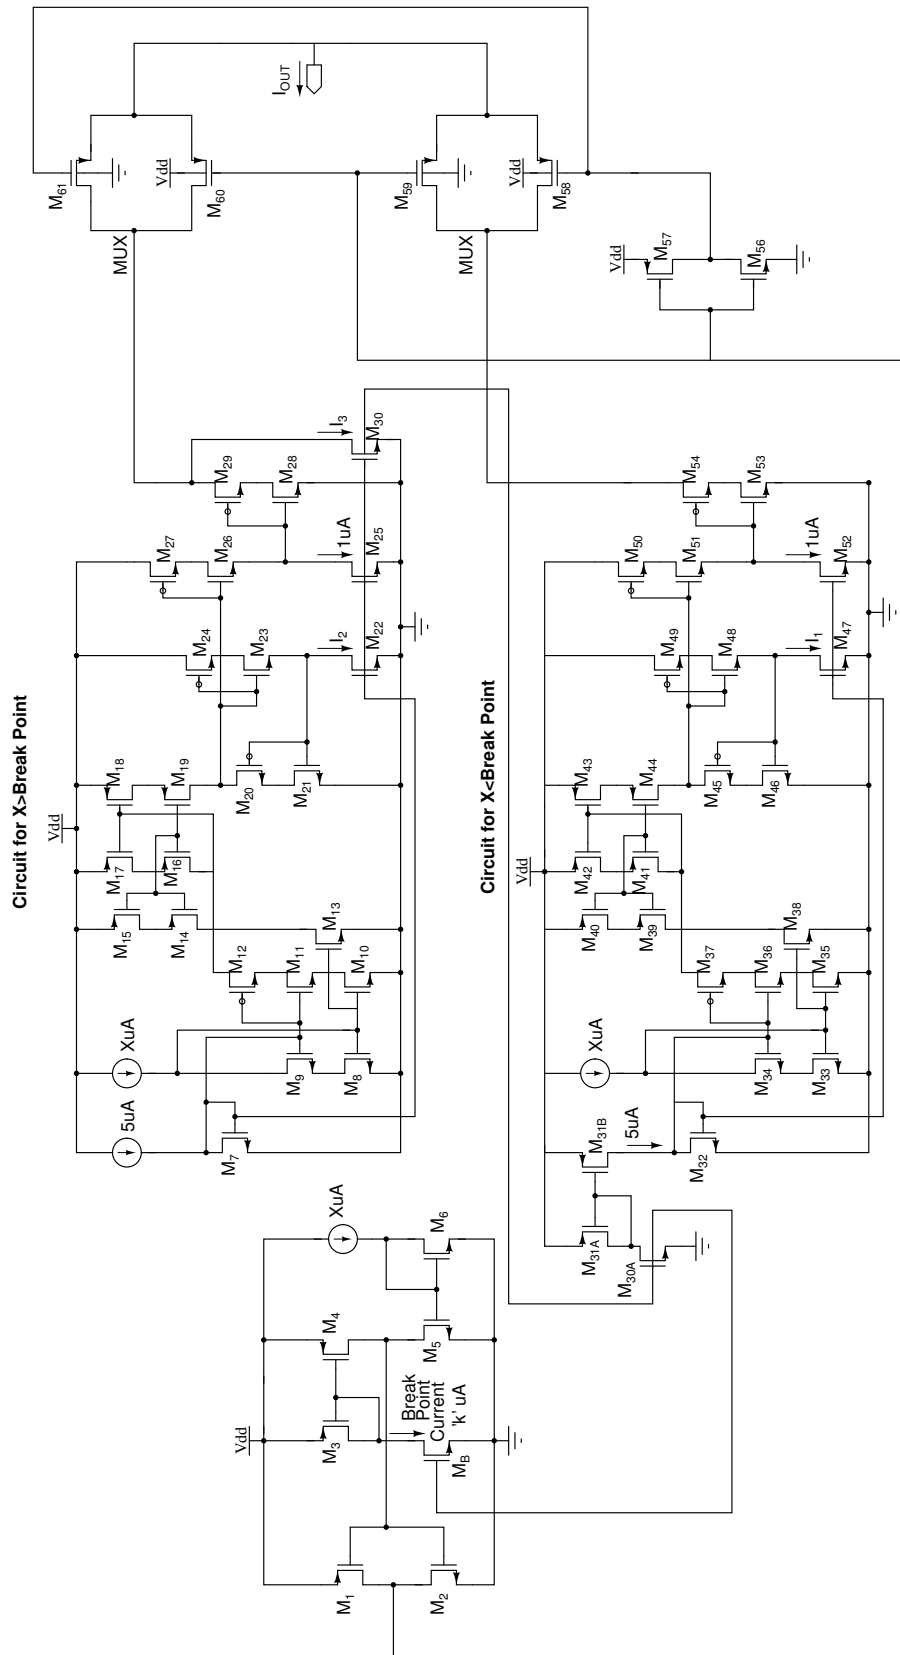 M61
Vdd
M60
MUX
IOUT
M59
Vdd
M58
MUX
Vdd
M57
M56
Circuit for X>Break Point
Vdd
5uA
XuA
M7
M9
M8
M12
M11
M10
M13
M15
M14
M17
M16
M18
M19
M20
M21
M24
M23
I2
M22
M27
M26
1uA
M25
M29
M28
I3
M30
Circuit for X<Break Point
Vdd
M31A
M30A
M31B
5uA
M32
XuA
M34
M33
M37
M36
M35
M38
M40
M39
M42
M41
M43
M44
M45
M46
M49
M48
I1
M47
M50
M51
1uA
M52
M54
M53
Vdd
M1
M2
M3
MB
Break
Point
Current
'k' uA
M4
M5
XuA
M6